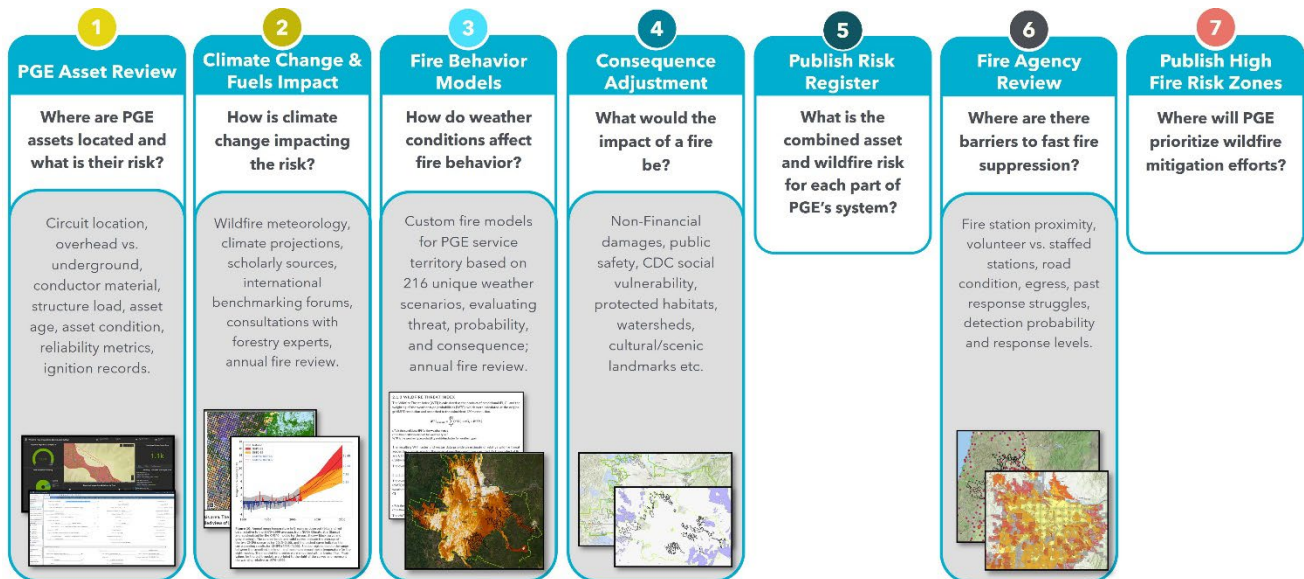 1
PGE Asset Review
Where are PGE
assets located and
what is their risk?
Circuit location,
overhead vs.
underground,
conductor material,
structure load, asset
age, asset condition,
reliability metrics,
ignition records.
2
Climate Change &
Fuels Impact
How is climate
change impacting
the risk?
Wildfire meteorology,
climate projections,
scholarly sources,
international
benchmarking forums,
consultations with
forestry experts,
annual fire review.
3
Fire Behavior
Models
How do weather
conditions affect
fire behavior?
Custom fire models
for PGE service
territory based on
216 unique weather
scenarios, evaluating
threat, probability,
and consequence;
annual fire review.
4
Consequence
Adjustment
What would the
impact of a fire
be?
Non-Financial
damages, public
safety, CDC social
vulnerability,
protected habitats,
watersheds,
cultural/scenic
landmarks etc.
5
Publish Risk
Register
What is the
combined asset
and wildfire risk
for each part of
PGE's system?
6
Fire Agency
Review
Where are there
barriers to fast fire
suppression?
Fire station proximity,
volunteer vs. staffed
stations, road
condition, egress, past
response struggles,
detection probability
and response levels.
7
Publish High
Fire Risk Zones
Where will PGE
prioritize wildfire
mitigation efforts?
1.1k
WILDFIRE THREAT INDEX